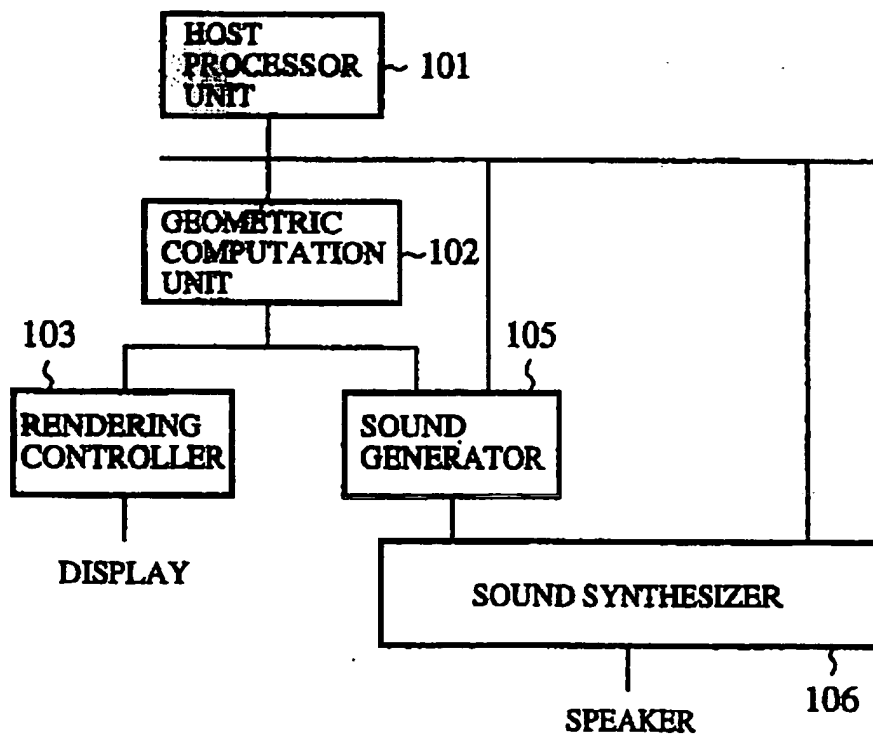 HOST
PROCESSOR
UNIT
101
GEOMETRIC
COMPUTATION
UNIT
102
103
105
RENDERING
CONTROLLER
SOUND
GENERATOR
DISPLAY
SOUND SYNTHESIZER
106
SPEAKER